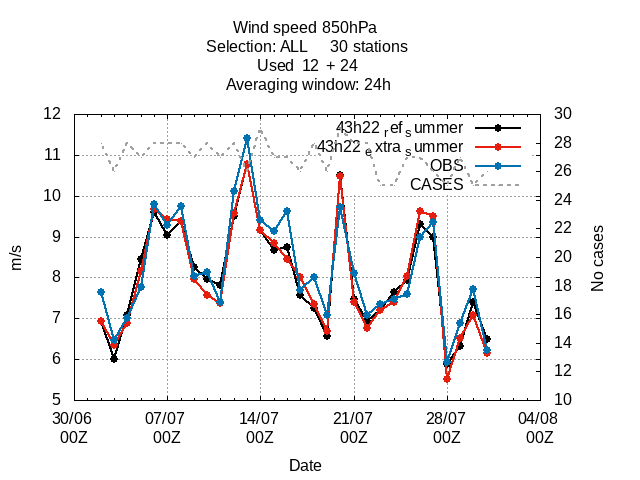 Wind speed 850hPa
Selection: ALL 30 stations
Used 12 + 24
Averaging window: 24h
43h22_ref_summer
43h22_extra_summer
OBS
CASES
12
11
10
9
8
7
6
5
m/s
30
28
26
24
22
20
18
16
14
12
10
No cases
30/06 07/07 14/07 21/07 28/07 04/08
00Z 00Z 00Z 00Z 00Z 00Z
Date